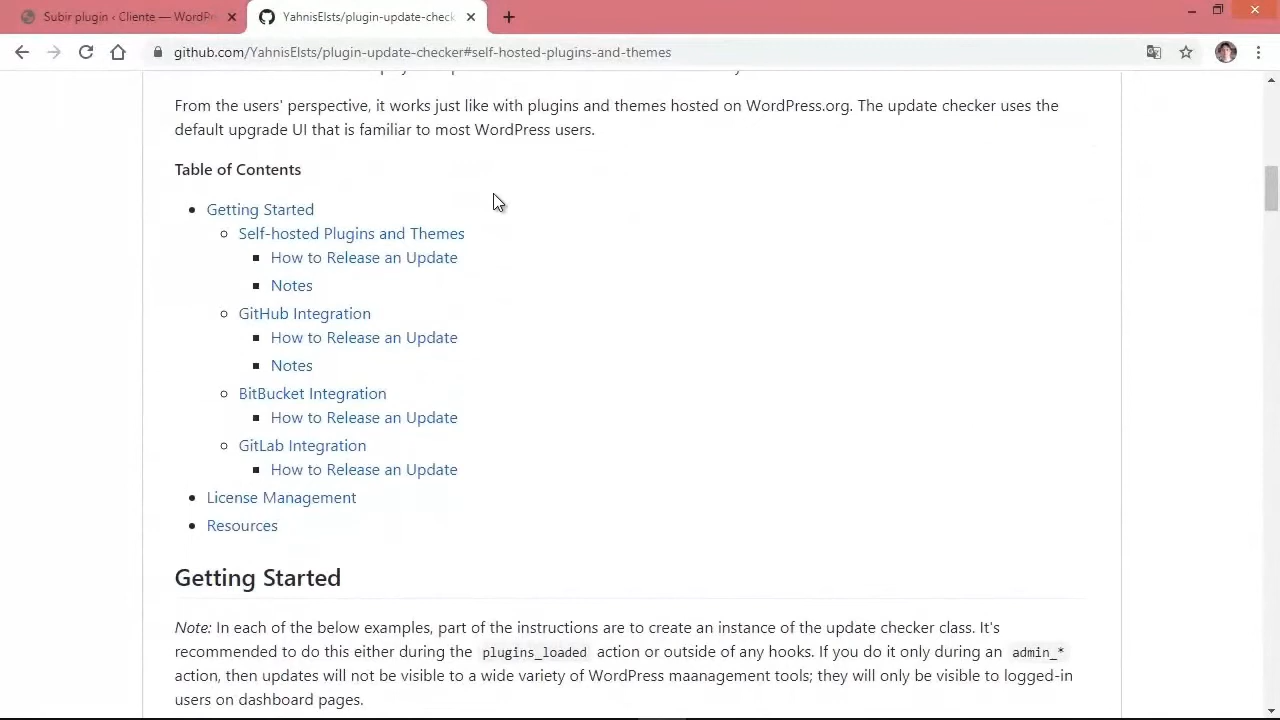 Subir plugin ‹ Cliente — WordPr
YahnisElsts/plugin-update-check
github.com/YahnisElsts/plugin-update-checker#self-hosted-plugins-and-themes
From the users' perspective, it works just like with plugins and themes hosted on WordPress.org. The update checker uses the
default upgrade UI that is familiar to most WordPress users.
Table of Contents
Getting Started
Self-hosted Plugins and Themes
How to Release an Update
Notes
GitHub Integration
How to Release an Update
Notes
BitBucket Integration
How to Release an Update
GitLab Integration
How to Release an Update
License Management
Resources
Getting Started
Note: In each of the below examples, part of the instructions are to create an instance of the update checker class. It's
recommended to do this either during the plugins_loaded action or outside of any hooks. If you do it only during an admin_*
action, then updates will not be visible to a wide variety of WordPress maanagement tools; they will only be visible to logged-in
users on dashboard pages.